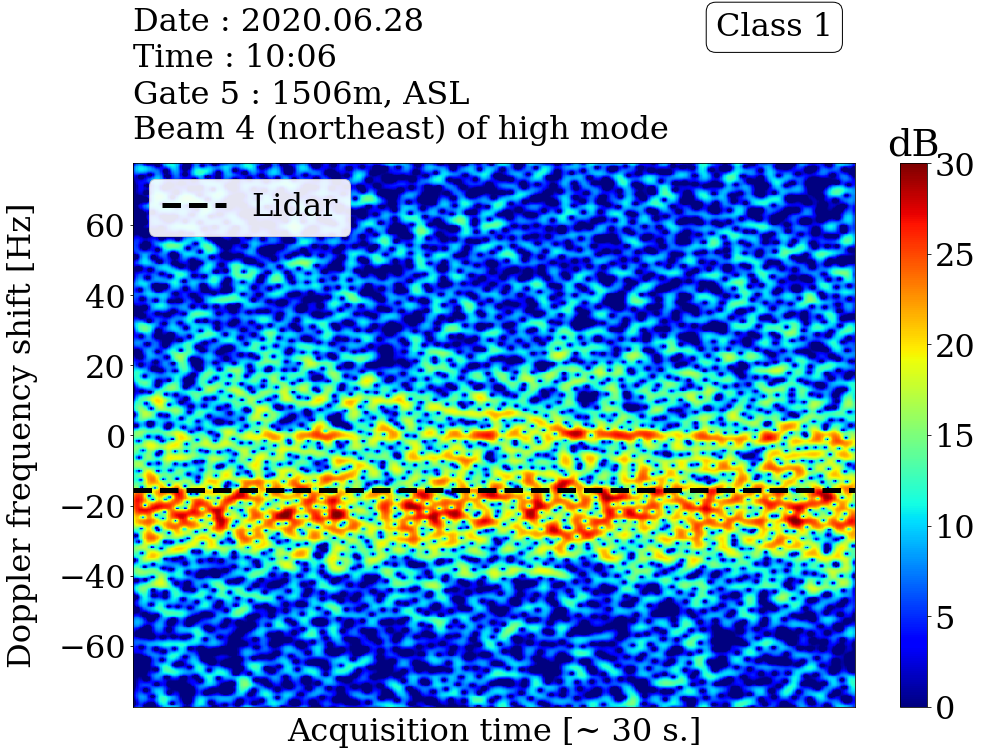 Date : 2020.06.28
Time : 10:06
Gate 5 : 1506m, ASL
Beam 4 (northeast) of high mode
Class 1
dB
Lidar
Doppler frequency shift [Hz]
60
40
20
0
−20
−40
−60
30
25
20
15
10
5
0
Acquisition time [~ 30 s.]